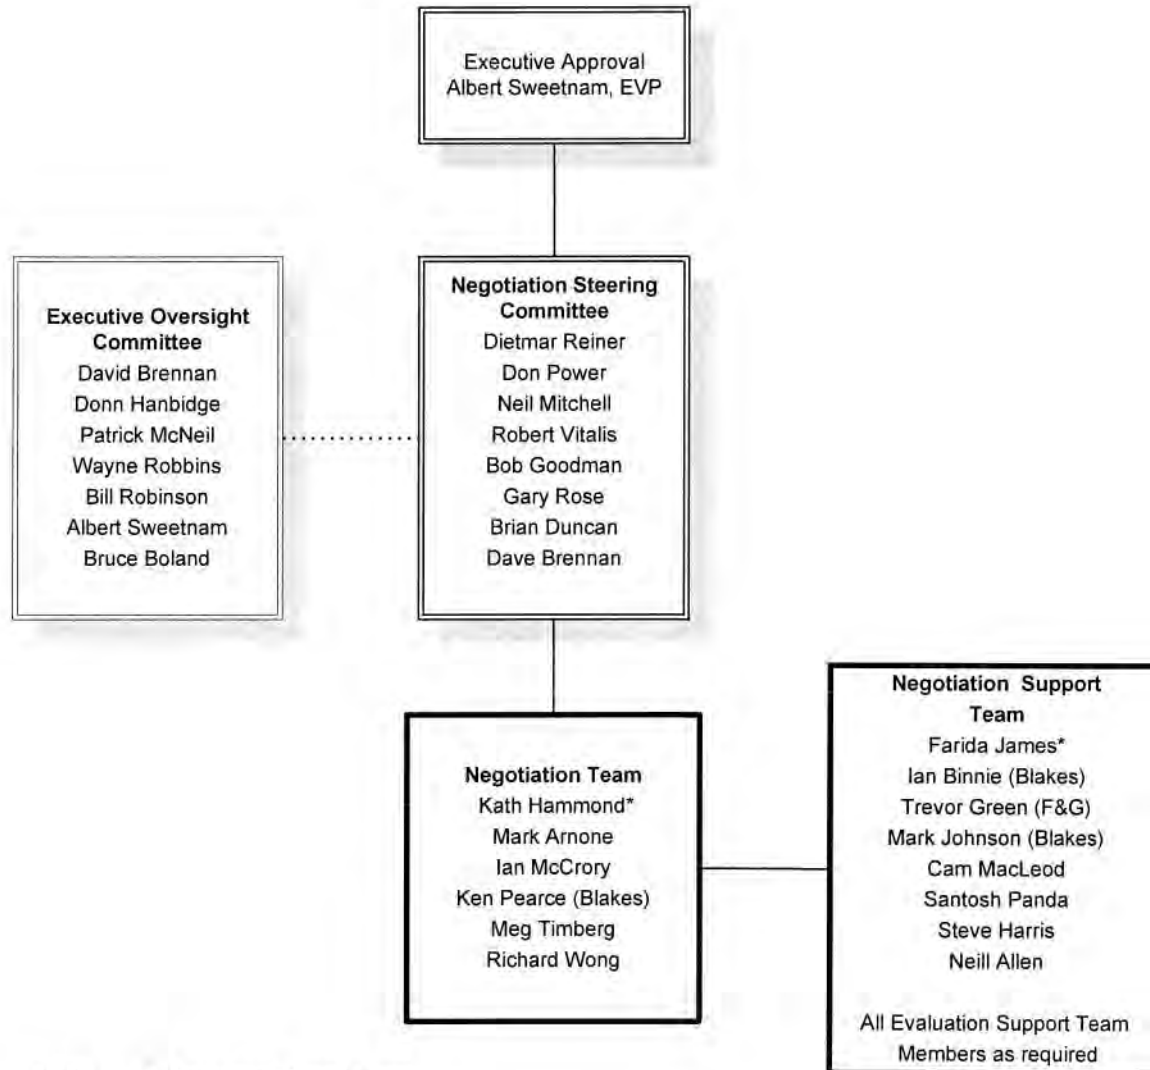 Executive Approval
Albert Sweetnam, EVP
Executive Oversight
Committee
David Brennan
Donn Hanbidge
Patrick McNeil
Wayne Robbins
Bill Robinson
Albert Sweetnam
Bruce Boland
Negotiation Steering
Committee
Dietmar Reiner
Don Power
Neil Mitchell
Robert Vitalis
Bob Goodman
Gary Rose
Brian Duncan
Dave Brennan
Negotiation Team
Kath Hammond*
Mark Arnone
Ian McCrory
Ken Pearce (Blakes)
Meg Timberg
Richard Wong
Negotiation Support
Team
Farida James*
Ian Binnie (Blakes)
Trevor Green (F&G)
Mark Johnson (Blakes)
Cam MacLeod
Santosh Panda
Steve Harris
Neill Allen
All Evaluation Support Team
Members as required